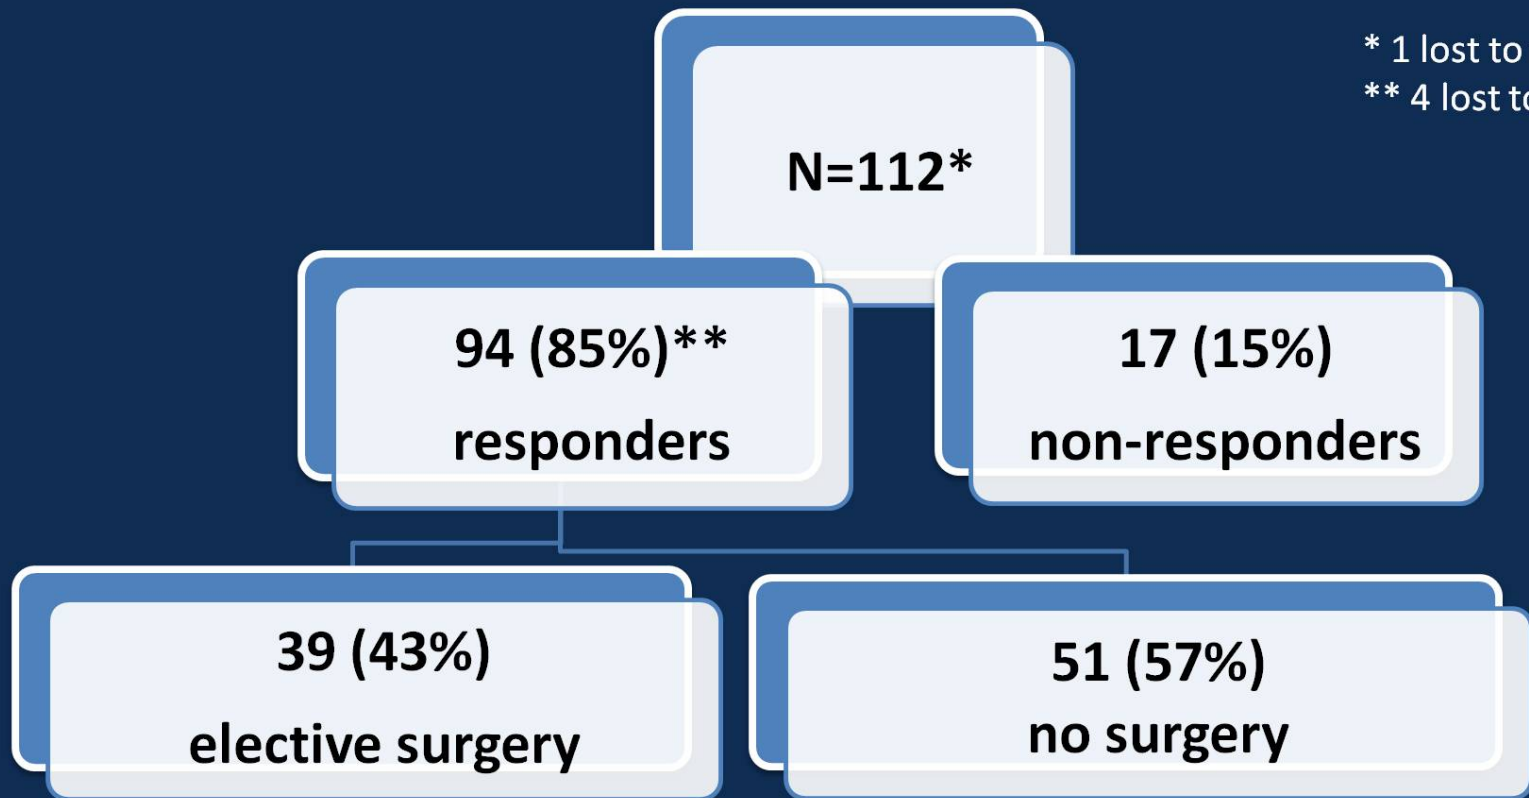 * 1 lost to
** 4 lost to
N=112*
94 (85%)**
responders
17 (15%)
non-responders
39 (43%)
elective surgery
51 (57%)
no surgery